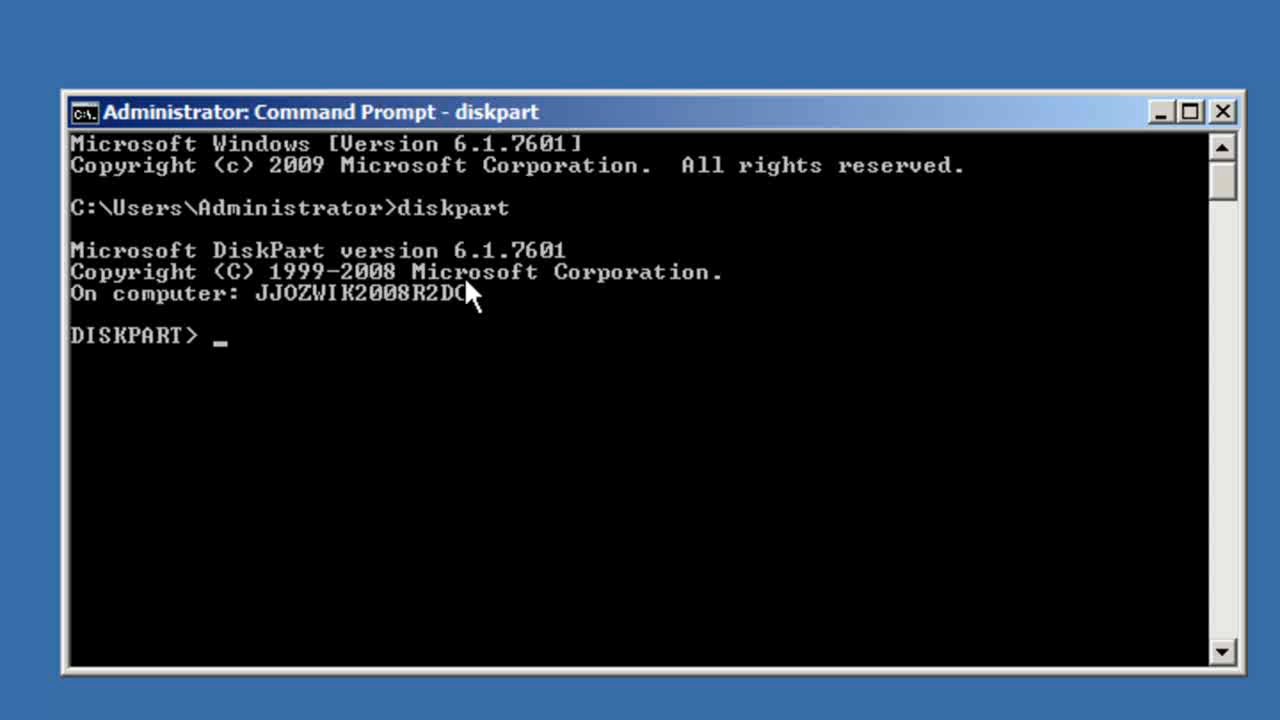 Administrator: Command Prompt - diskpart
Microsoft Windows [Version 6.1.7601]
Copyright (c) 2009 Microsoft Corporation.  All rights reserved.
C:\Users\Administrator>diskpart
Microsoft DiskPart version 6.1.7601
Copyright (C) 1999-2008 Microsoft Corporation.
On computer: JJOZWIK2008R2DC
DISKPART> _